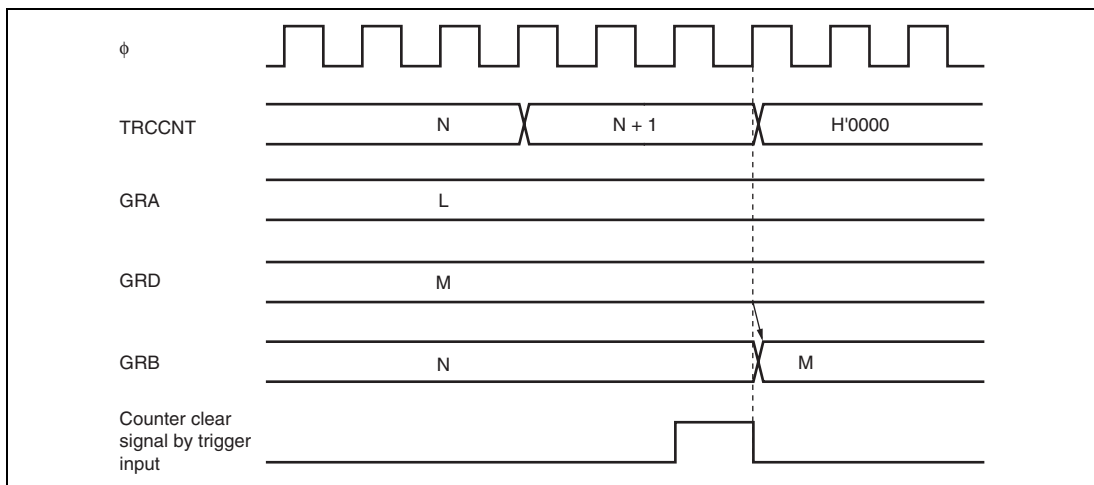 ϕ
TRCCNT N N + 1 H'0000
GRA L
GRD M
GRB N M
Counter clear
signal by trigger
input